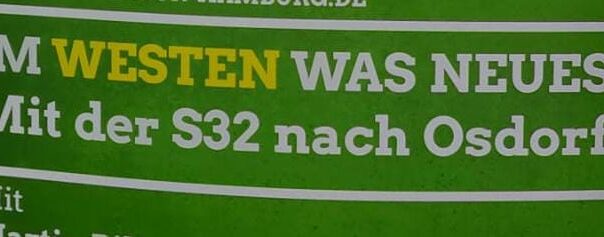 M WESTEN WAS NEUES
Mit der S32 nach Osdorf